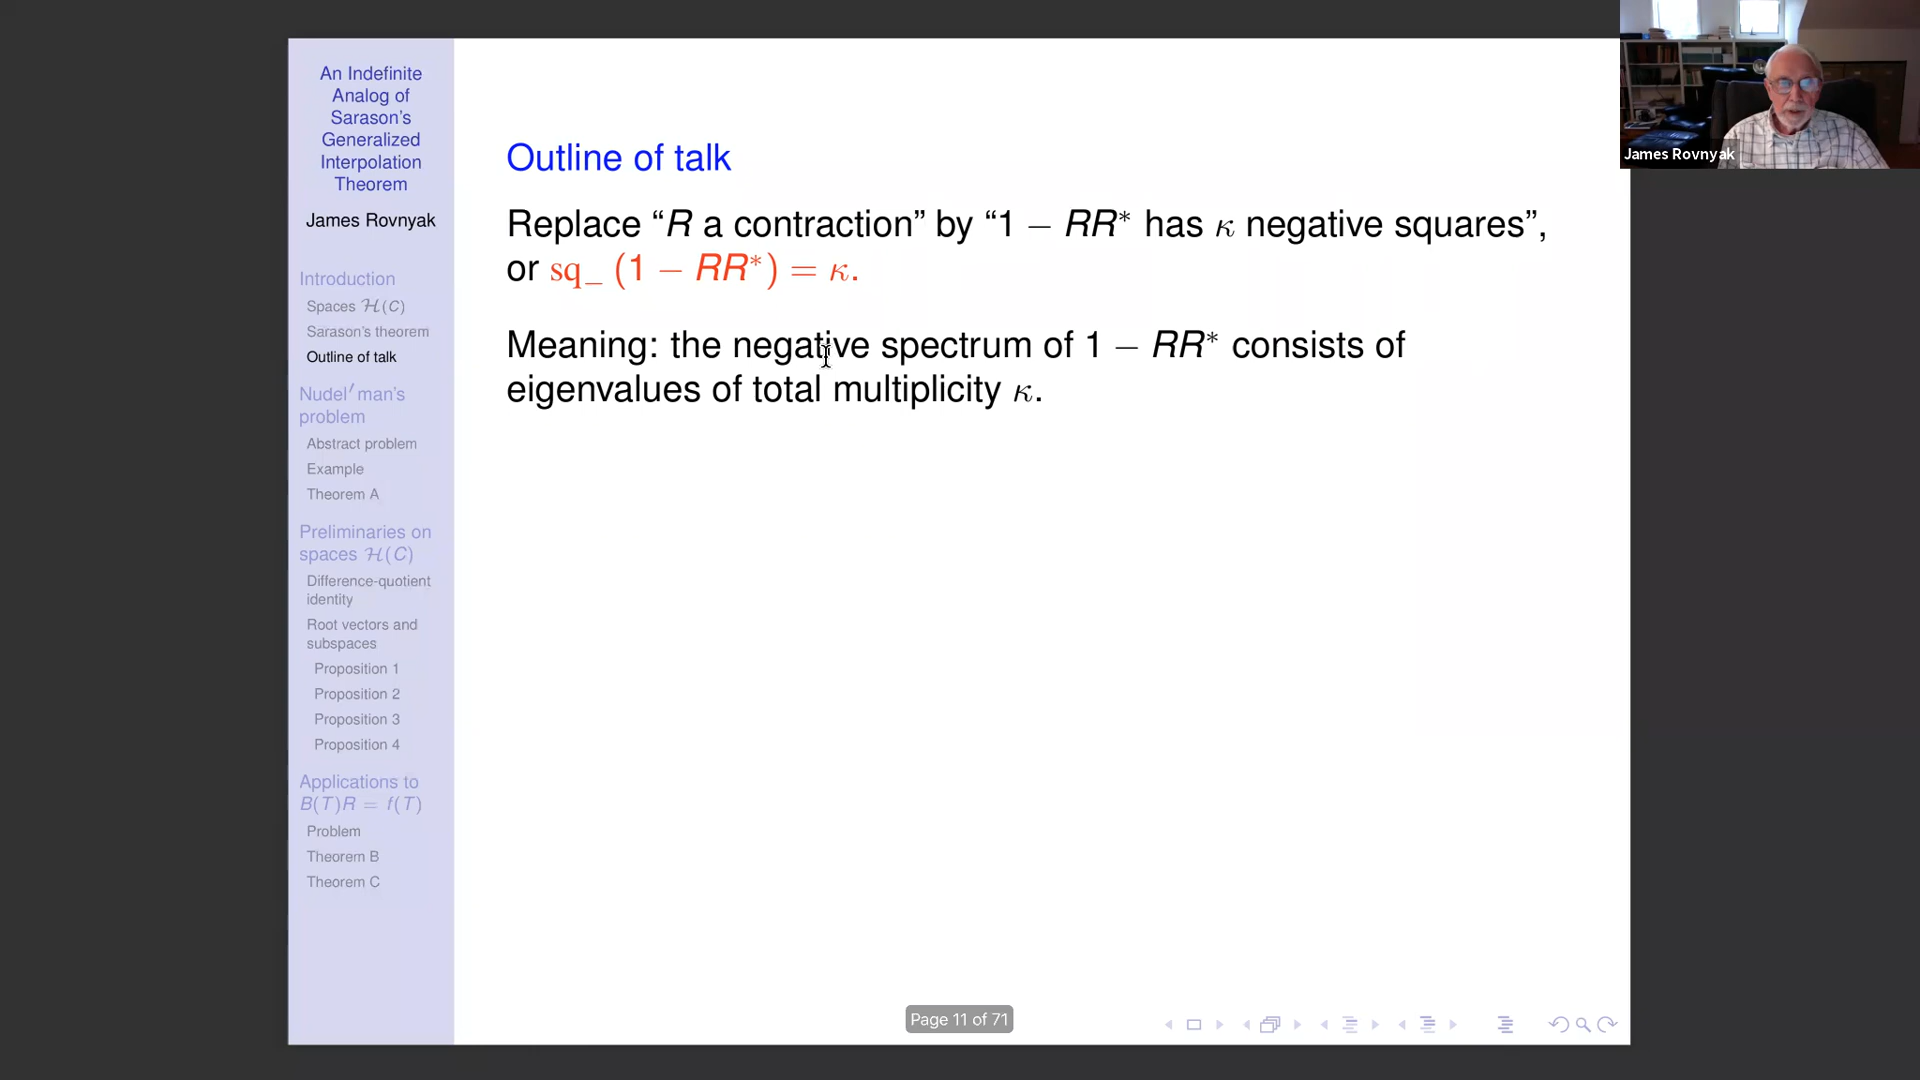 An Indefinite
Analog of
Sarason's
Generalized
Interpolation
Theorem
James Rovnyak
Introduction
Spaces ℋ(C)
Sarason's theorem
Outline of talk
Nudel′man's
problem
Abstract problem
Example
Theorem A
Preliminaries on
spaces ℋ(C)
Difference-quotient
identity
Root vectors and
subspaces
Proposition 1
Proposition 2
Proposition 3
Proposition 4
Applications to
B(T)R = f(T)
Problem
Theorem B
Theorem C
Outline of talk
Replace “R a contraction” by “1 − RR* has κ negative squares”,
or sq_ (1 − RR*) = κ.
Meaning: the negative spectrum of 1 − RR* consists of
eigenvalues of total multiplicity κ.
Page 11 of 71
James Rovnyak